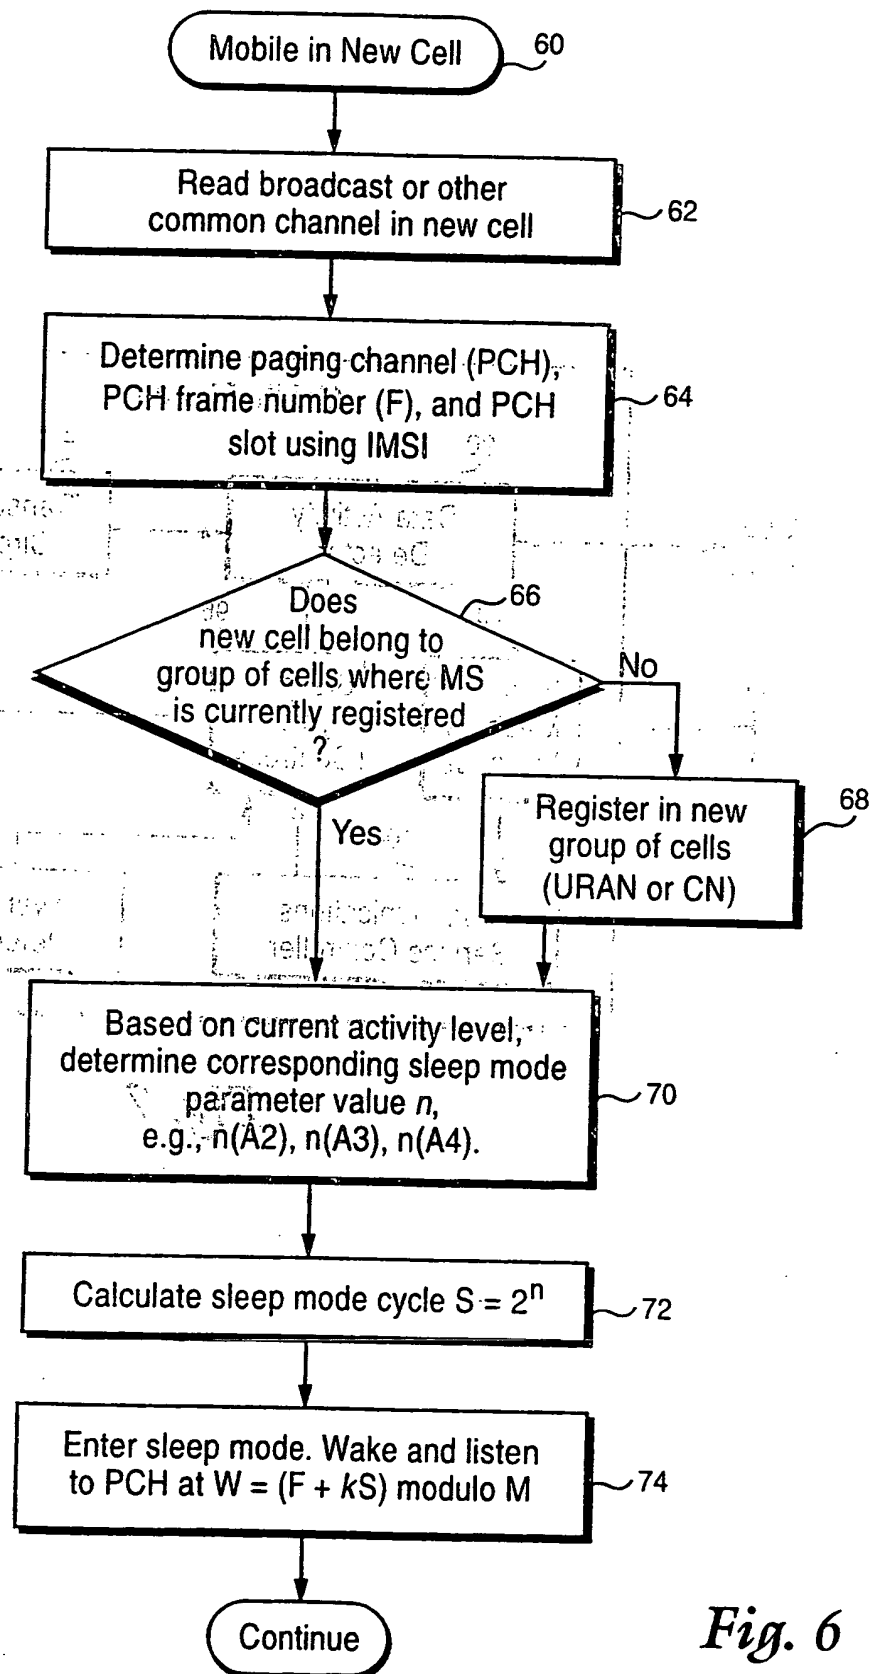 Mobile in New Cell
60
Read broadcast or other
common channel in new cell
62
Determine paging channel (PCH),
PCH frame number (F), and PCH
slot using IMSI
64
Does
new cell belong to
group of cells where MS
is currently registered
?
66
No
Yes
Register in new
group of cells
(URAN or CN)
68
Based on current activity level,
determine corresponding sleep mode
parameter value n,
e.g., n(A2), n(A3), n(A4).
70
Calculate sleep mode cycle S = 2ⁿ
72
Enter sleep mode. Wake and listen
to PCH at W = (F + kS) modulo M
74
Continue
Fig. 6